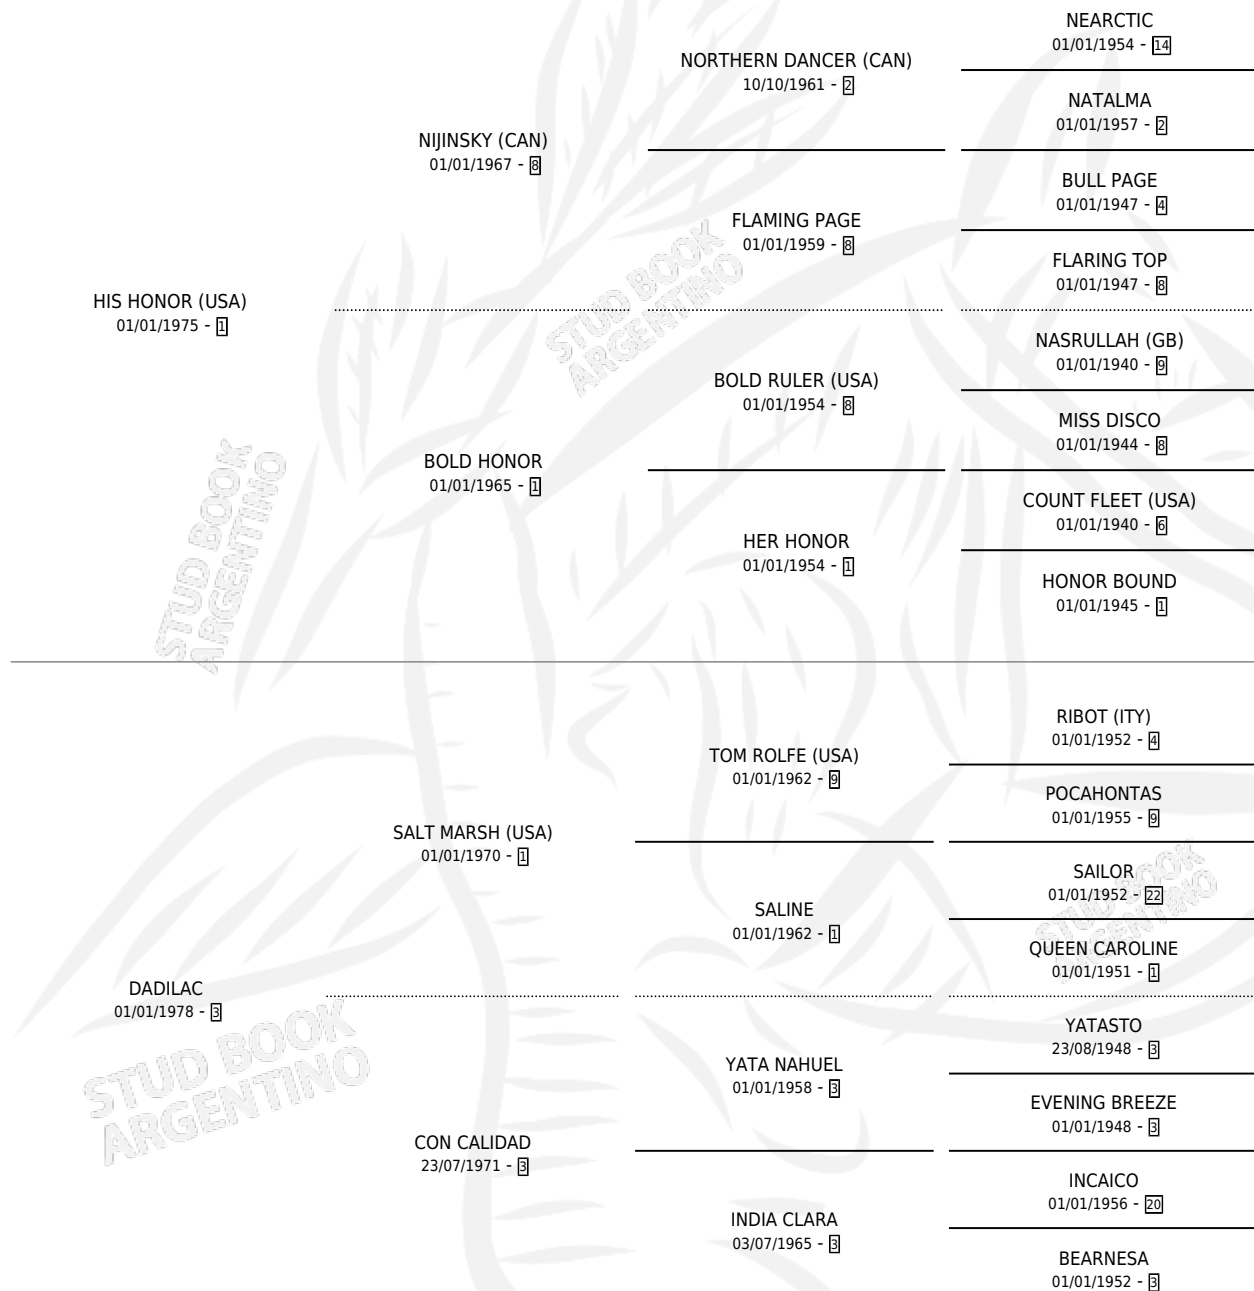 NEARCTIC
01/01/1954 - 14
NORTHERN DANCER (CAN)
10/10/1961 - 2
NATALMA
01/01/1957 - 2
NIJINSKY (CAN)
01/01/1967 - 8
BULL PAGE
01/01/1947 - 4
FLAMING PAGE
01/01/1959 - 8
FLARING TOP
01/01/1947 - 8
HIS HONOR (USA)
01/01/1975 - 1
STUD BOOK
ARGENTINO
NASRULLAH (GB)
01/01/1940 - 9
BOLD RULER (USA)
01/01/1954 - 8
MISS DISCO
01/01/1944 - 8
BOLD HONOR
01/01/1965 - 1
COUNT FLEET (USA)
01/01/1940 - 6
HER HONOR
01/01/1954 - 1
HONOR BOUND
01/01/1945 - 1
STUD BOOK
ARGENTINO
RIBOT (ITY)
01/01/1952 - 4
TOM ROLFE (USA)
01/01/1962 - 9
POCAHONTAS
01/01/1955 - 9
SALT MARSH (USA)
01/01/1970 - 1
SAILOR
01/01/1952 - 22
SALINE
01/01/1962 - 1
QUEEN CAROLINE
01/01/1951 - 1
STUD BOOK
ARGENTINO
DADILAC
01/01/1978 - 3
YATASTO
23/08/1948 - 3
YATA NAHUEL
01/01/1958 - 3
EVENING BREEZE
01/01/1948 - 3
STUD BOOK
ARGENTINO
CON CALIDAD
23/07/1971 - 3
INCAICO
01/01/1956 - 20
INDIA CLARA
03/07/1965 - 3
BEARNESA
01/01/1952 - 3